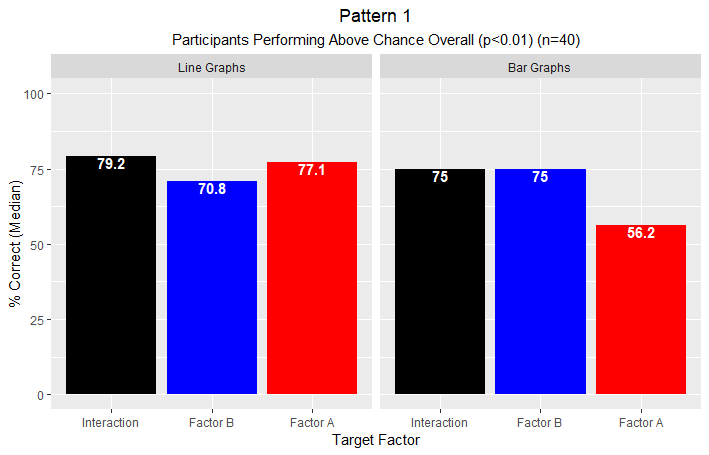 Pattern 1
Participants Performing Above Chance Overall (p<0.01) (n=40)
Line Graphs
Bar Graphs
% Correct (Median)
100
75
50
25
0
79.2
70.8
77.1
75
75
56.2
Interaction
Factor B
Factor A
Interaction
Factor B
Factor A
Target Factor